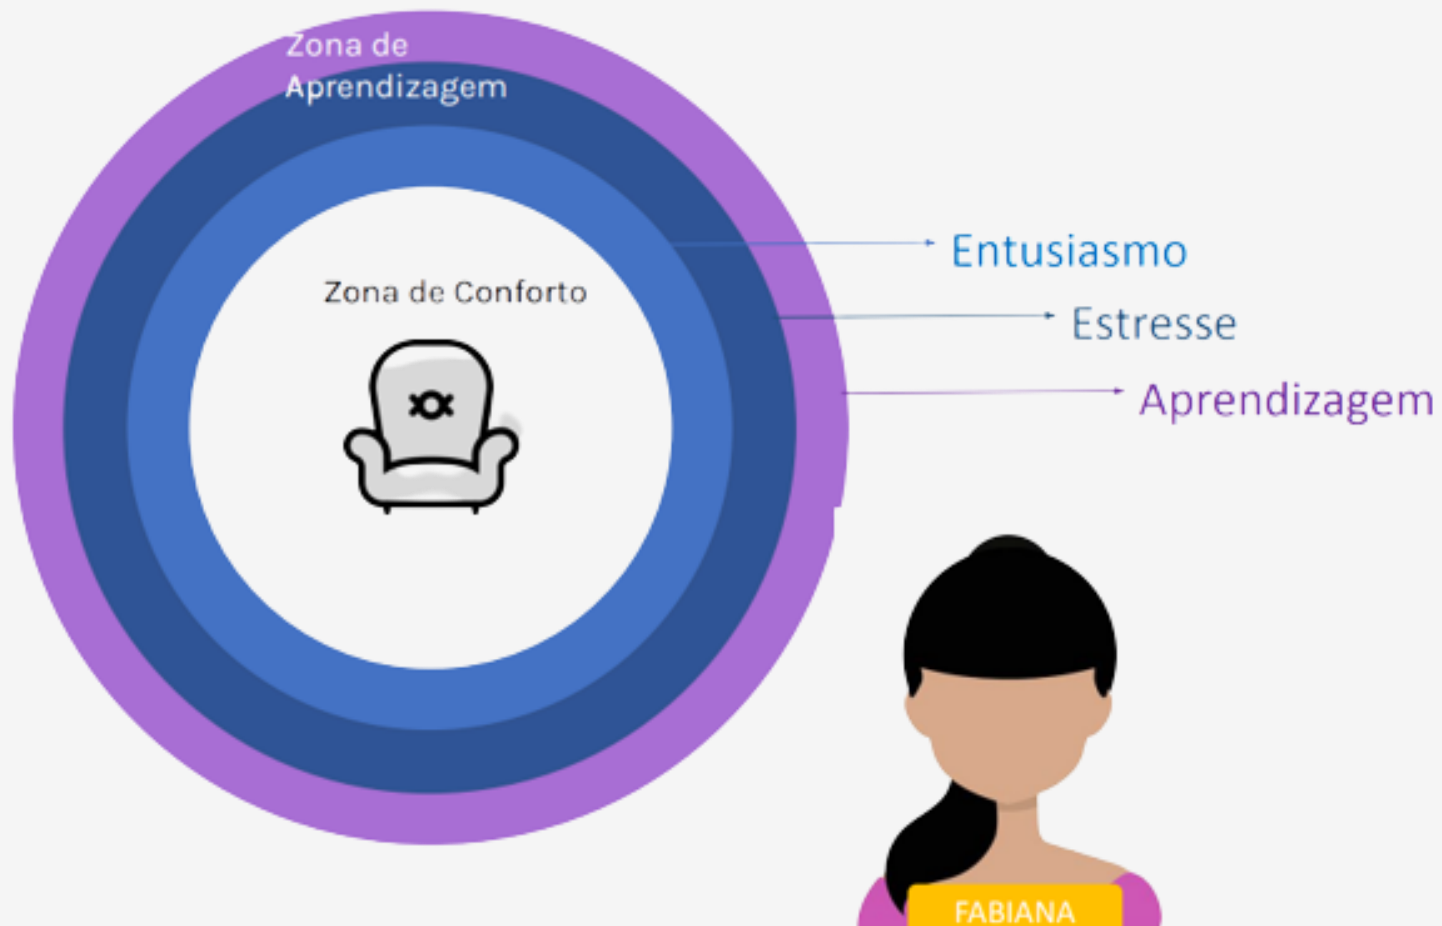 Zona de
Aprendizagem
Zona de Conforto
Entusiasmo
Estresse
Aprendizagem
FABIANA